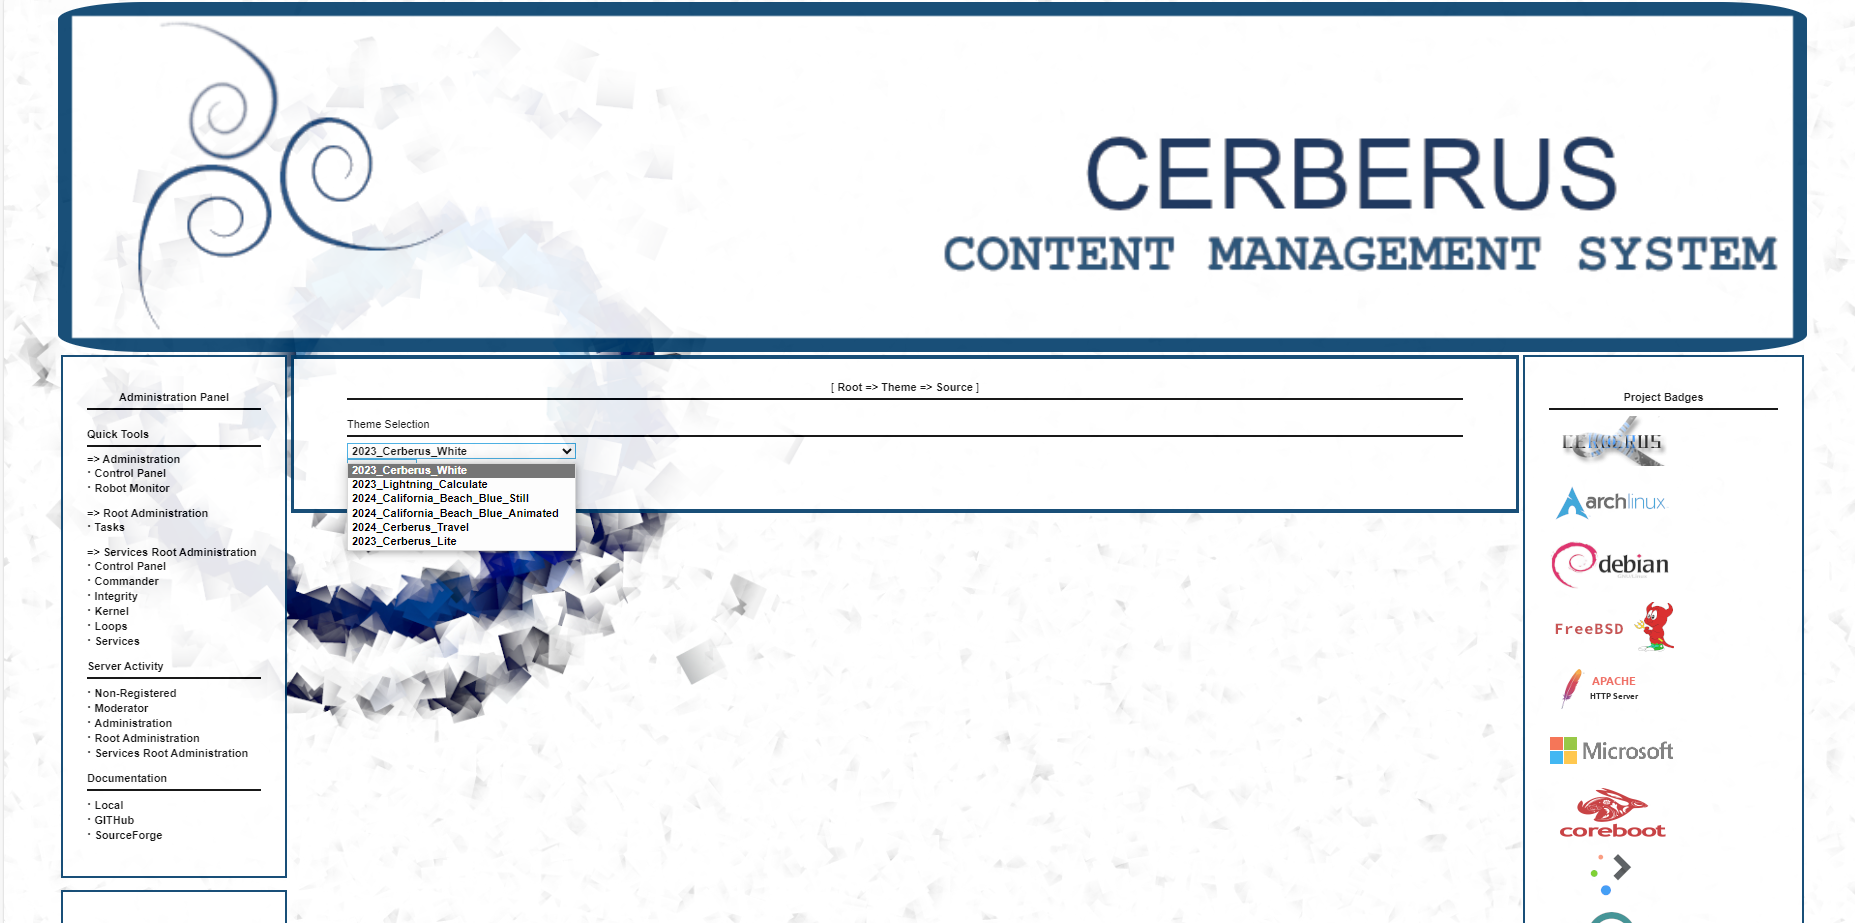 CERBERUS
CONTENT MANAGEMENT SYSTEM
Administration Panel
Quick Tools
=> Administration
· Control Panel
· Robot Monitor
=> Root Administration
· Tasks
=> Services Root Administration
· Control Panel
· Commander
· Integrity
· Kernel
· Loops
· Services
Server Activity
· Non-Registered
· Moderator
· Administration
· Root Administration
· Services Root Administration
Documentation
· Local
· GITHub
· SourceForge
[ Root => Theme => Source ]
Theme Selection
2023_Cerberus_White
2023_Cerberus_White
2023_Lightning_Calculate
2024_California_Beach_Blue_Still
2024_California_Beach_Blue_Animated
2024_Cerberus_Travel
2023_Cerberus_Lite
Project Badges
CERBERUS
archlinux
debian
FreeBSD
APACHE
HTTP Server
Microsoft
coreboot